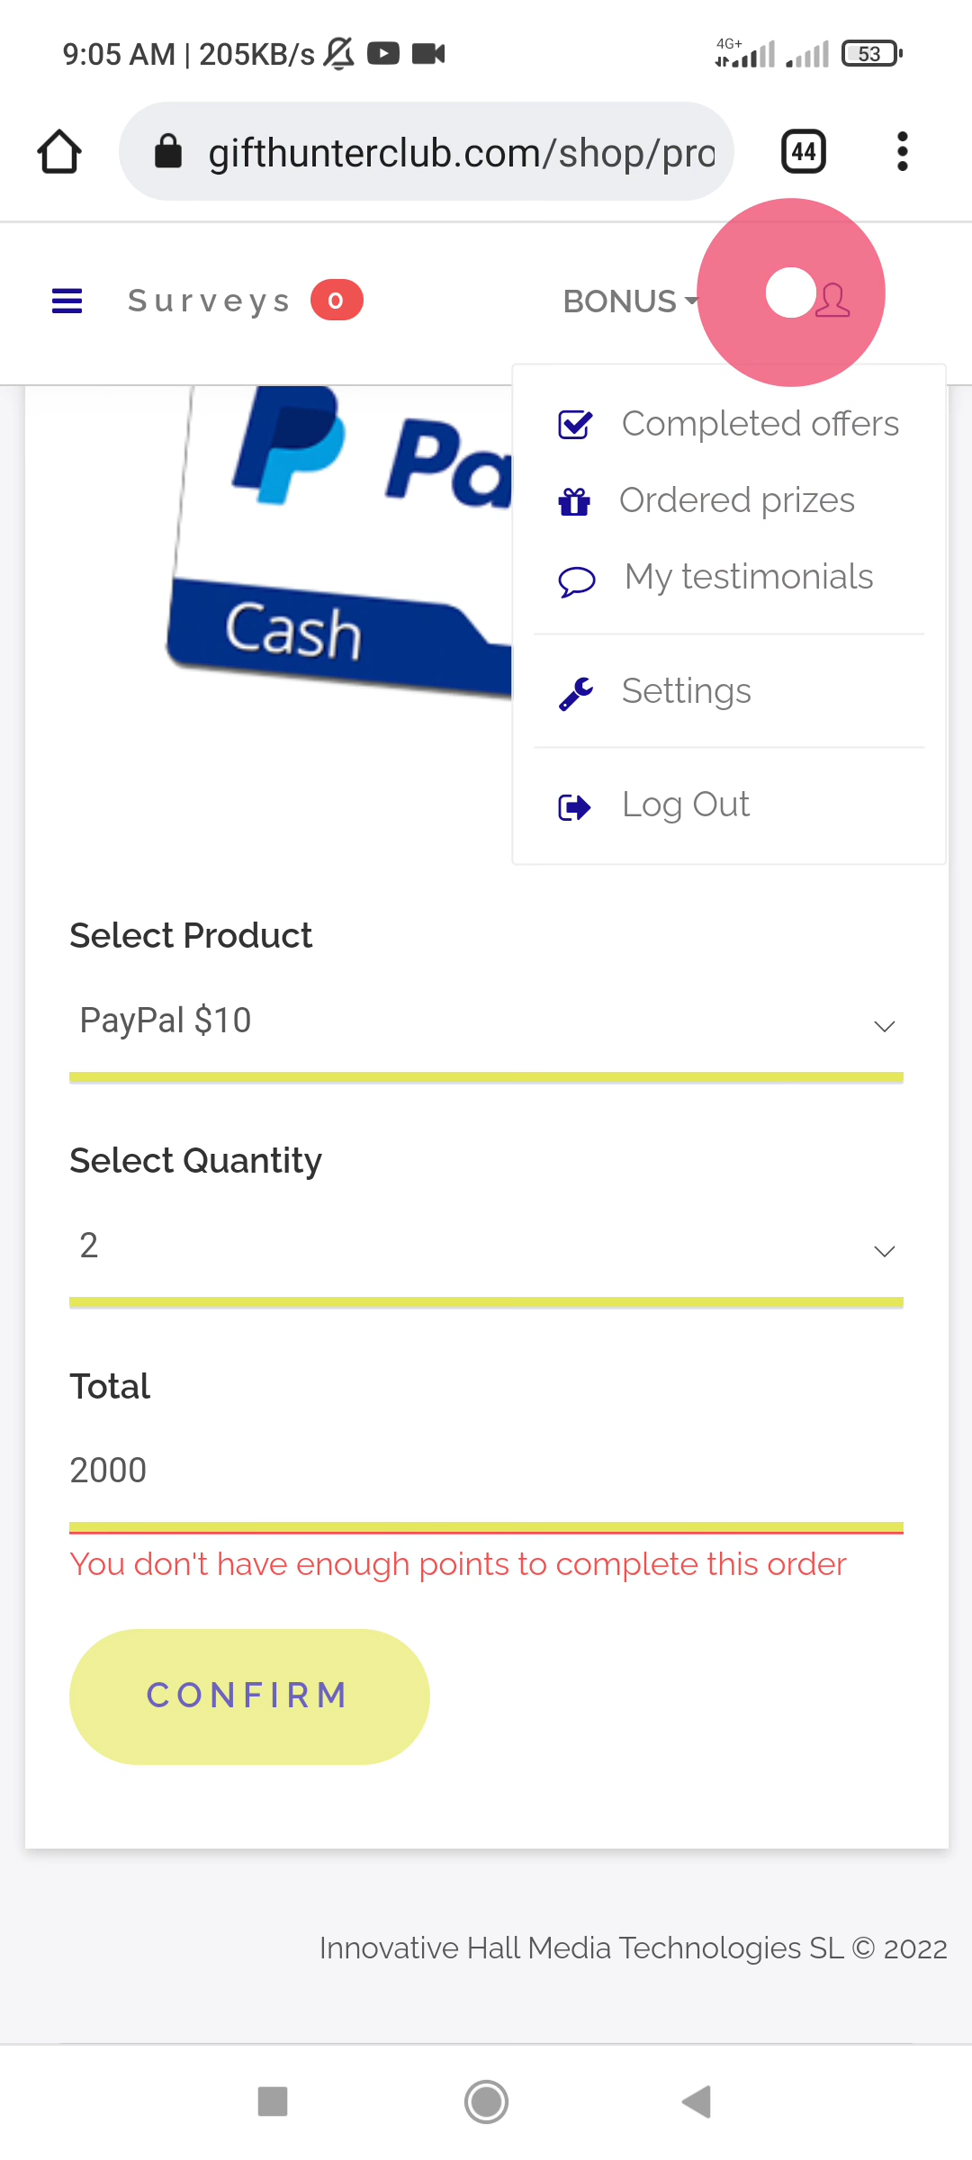 9:05 AM | 205KB/s
4G+
53
gifthunterclub.com/shop/pro
44
Surveys 0
BONUS
Completed offers
Ordered prizes
My testimonials
Settings
Log Out
Pa
Cash
Select Product
PayPal $10
Select Quantity
2
Total
2000
You don't have enough points to complete this order
CONFIRM
Innovative Hall Media Technologies SL © 2022